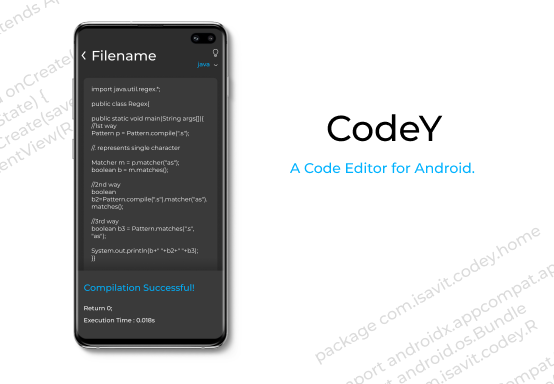 tends Ap
onCreate(
State) {
Create(save
entView(R
Filename
java
import java.util.regex.*;
public class Regex{
public static void main(String args[]){
//1st way
Pattern p = Pattern.compile(".s");
//. represents single character
Matcher m = p.matcher("as");
boolean b = m.matches();
//2nd way
boolean
b2=Pattern.compile(".s").matcher("as").
matches();
//3rd way
boolean b3 = Pattern.matches(".s",
"as");
System.out.println(b+" "+b2+" "+b3);
}}
Compilation Successful!
Return 0;
Execution Time : 0.018s
CodeY
A Code Editor for Android.
package com.isavit.codey.home
port androidx.appcompat.ap
t android.os.Bundle
m.isavit.codey.R